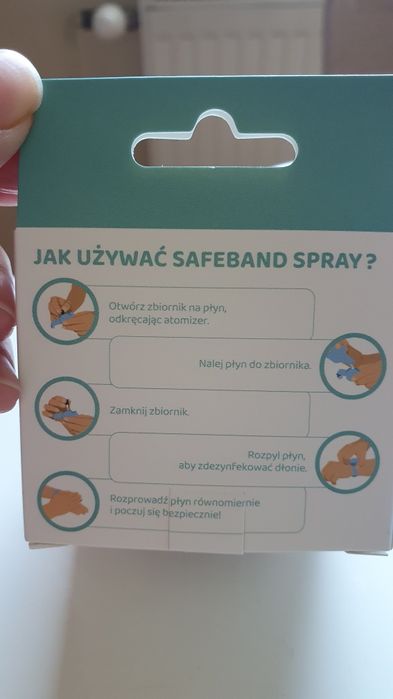 JAK UŻYWAĆ SAFEBAND SPRAY?
Otwórz zbiornik na płyn,
odkręcając atomizer.
Nalej płyn do zbiornika.
Zamknij zbiornik.
Rozpyl płyn,
aby zdezynfekować dłonie.
Rozprowadź płyn równomiernie
i poczuj się bezpiecznie!